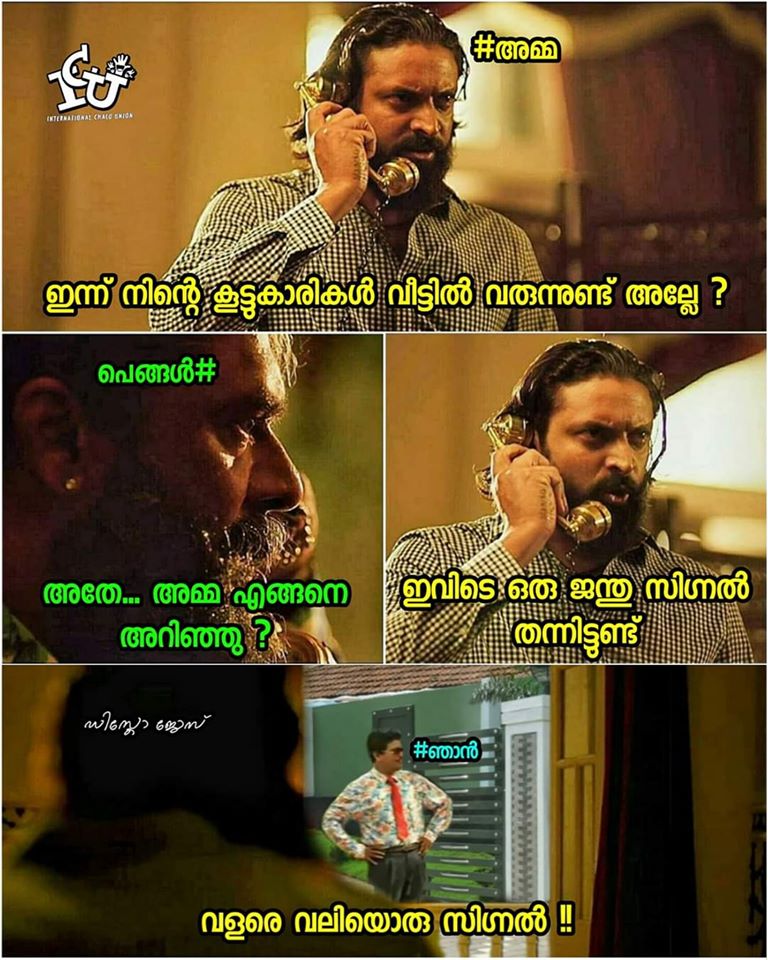 #അമ്മ
ICU
INTERNATIONAL CHALU UNION
ഇന്ന് നിന്റെ കൂട്ടുകാരികൾ വീട്ടിൽ വരുന്നുണ്ട് അല്ലേ ?
പെങ്ങൾ#
അതേ... അമ്മ എങ്ങനെ
അറിഞ്ഞു ?
ഇവിടെ ഒരു ജന്തു സിഗ്നൽ
തന്നിട്ടുണ്ട്
സിസ്റ്റോ ജോസ്
#ഞാൻ
വളരെ വലിയൊരു സിഗ്നൽ !!